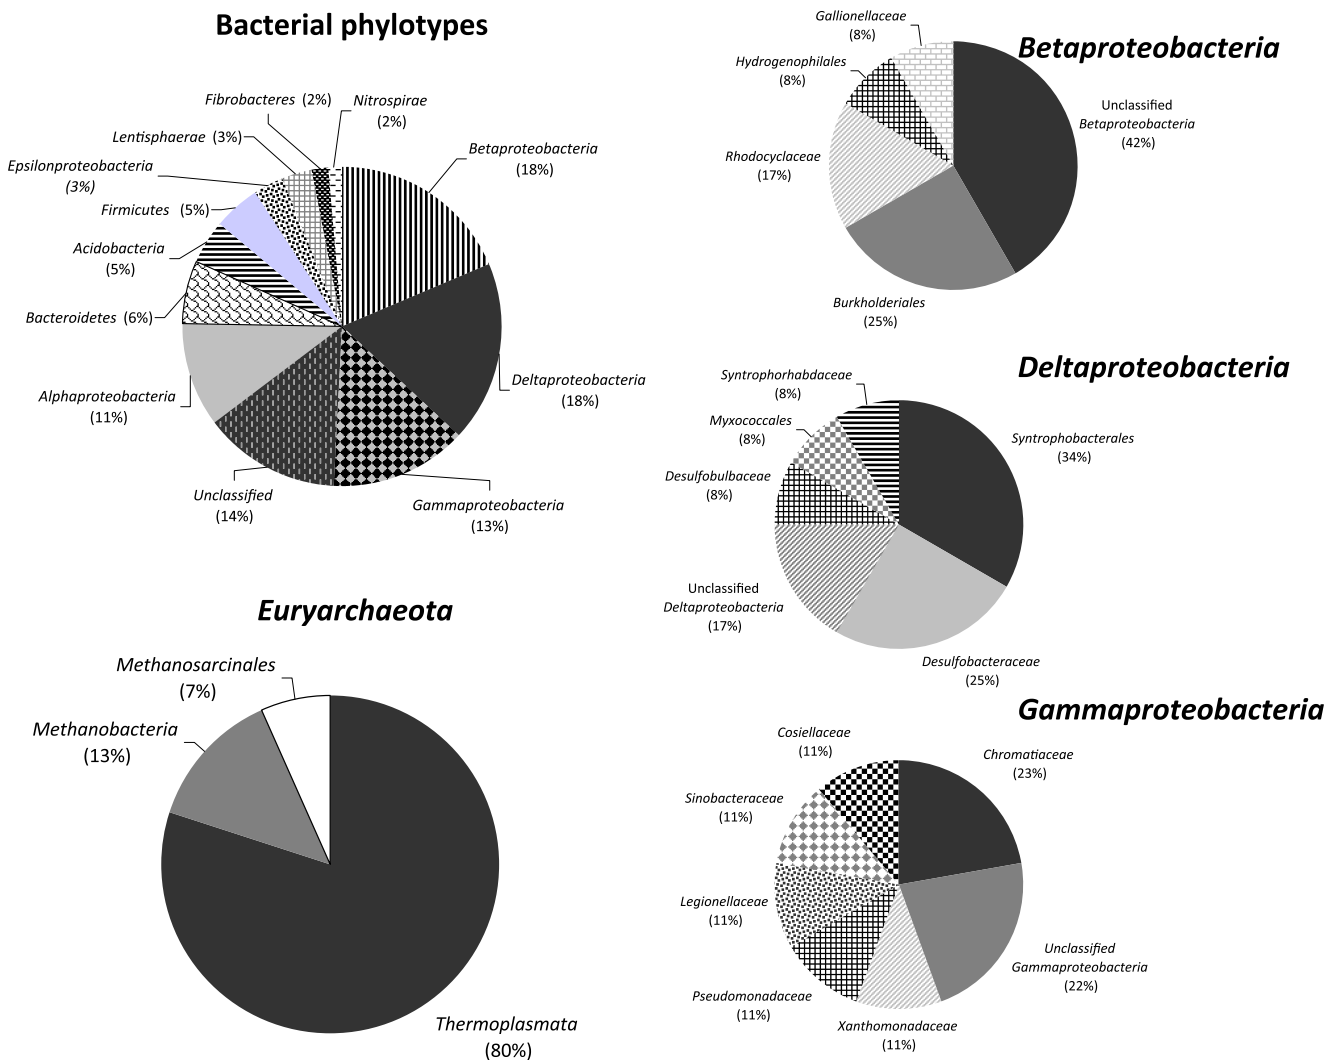 Bacterial phylotypes
Fibrobacteres (2%)
Nitrospirae
(2%)
Lentisphaerae (3%)
Betaproteobacteria
(18%)
Epsilonproteobacteria
(3%)
Firmicutes (5%)
Acidobacteria
(5%)
Bacteroidetes (6%)
Alphaproteobacteria
(11%)
Deltaproteobacteria
(18%)
Unclassified
(14%)
Gammaproteobacteria
(13%)
Euryarchaeota
Methanosarcinales
(7%)
Methanobacteria
(13%)
Thermoplasmata
(80%)
Betaproteobacteria
Gallionellaceae
(8%)
Hydrogenophilales
(8%)
Unclassified
Betaproteobacteria
(42%)
Rhodocyclaceae
(17%)
Burkholderiales
(25%)
Deltaproteobacteria
Syntrophorhabdaceae
(8%)
Myxococcales
(8%)
Syntrophobacterales
(34%)
Desulfobulbaceae
(8%)
Unclassified
Deltaproteobacteria
(17%)
Desulfobacteraceae
(25%)
Gammaproteobacteria
Cosiellaceae
(11%)
Chromatiaceae
(23%)
Sinobacteraceae
(11%)
Legionellaceae
(11%)
Unclassified
Gammaproteobacteria
(22%)
Pseudomonadaceae
(11%)
Xanthomonadaceae
(11%)